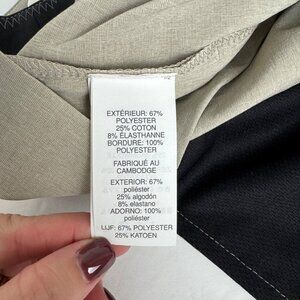 EXTÉRIEUR: 67%
POLYESTER
25% COTON
8% ÉLASTHANNE
BORDURE: 100%
POLYESTER
FABRIQUÉ AU
CAMBODGE
EXTERIOR: 67%
poliéster
25% algodón
8% elastano
ADORNO: 100%
poliéster
LIJF: 67% POLYESTER
25% KATOEN